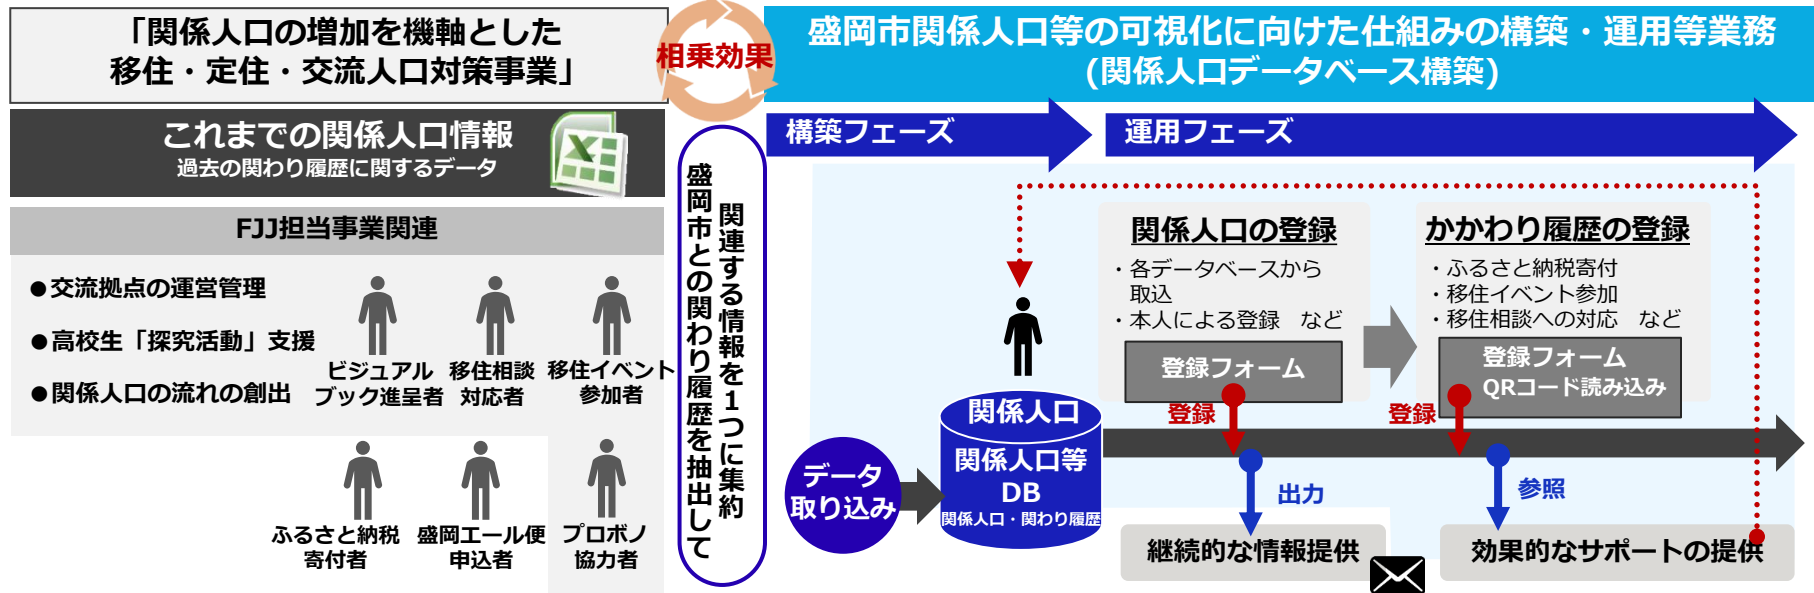 「関係人口の増加を機軸とした
移住・定住・交流人口対策事業」
相乗効果
盛岡市関係人口等の可視化に向けた仕組みの構築・運用等業務
(関係人口データベース構築)
これまでの関係人口情報
過去の関わり履歴に関するデータ
FJJ担当事業関連
●交流拠点の運営管理
●高校生「探究活動」支援
●関係人口の流れの創出
ビジュアル
ブック進呈者
移住相談
対応者
移住イベント
参加者
ふるさと納税
寄付者
盛岡エール便
申込者
プロボノ
協力者
盛岡市との関わり履歴を抽出して
関連する情報を1つに集約
構築フェーズ
運用フェーズ
関係人口の登録
・各データベースから
取込
・本人による登録 など
登録フォーム
かかわり履歴の登録
・ふるさと納税寄付
・移住イベント参加
・移住相談への対応 など
登録フォーム
QRコード読み込み
登録
登録
データ
取り込み
関係人口
関係人口等
DB
関係人口・関わり履歴
出力
参照
継続的な情報提供
効果的なサポートの提供